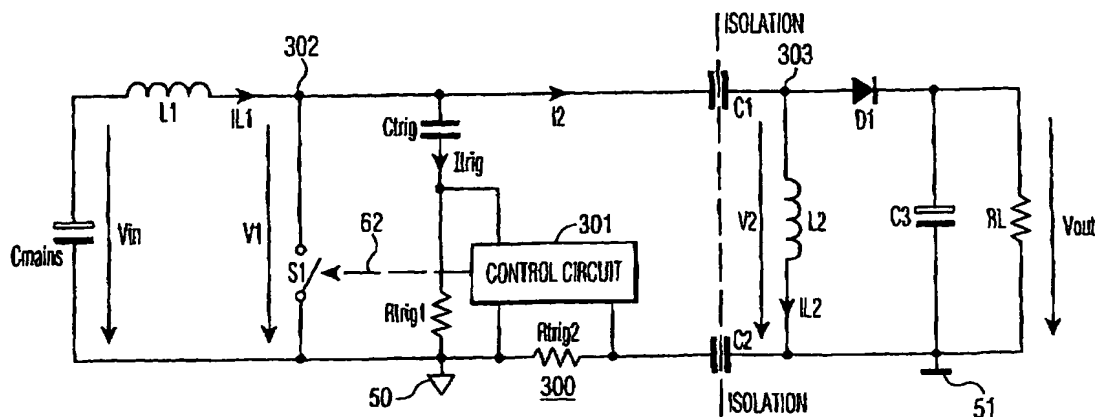 ISOLATION
302
303
L1
IL1
I2
C1
D1
Ctrig
Itrig
301
Cmains
Vin
V1
S1
62
CONTROL CIRCUIT
V2
L2
C3
RL
Vout
Rtrig1
Rtrig2
IL2
C2
50
300
51
ISOLATION